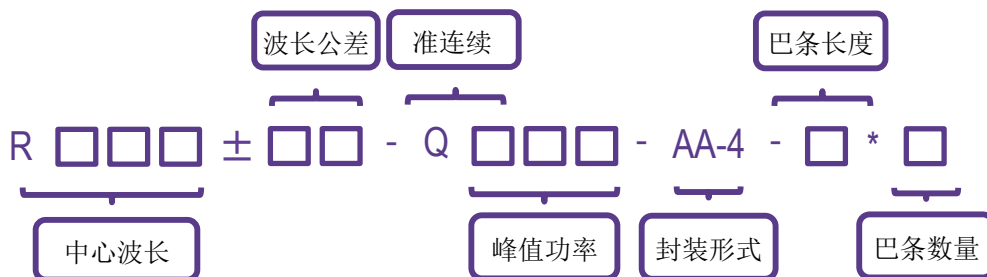 波长公差 准连续 巴条长度
R □□□ ± □□ - Q □□□ - AA-4 - □ * □
中心波长 峰值功率 封装形式 巴条数量